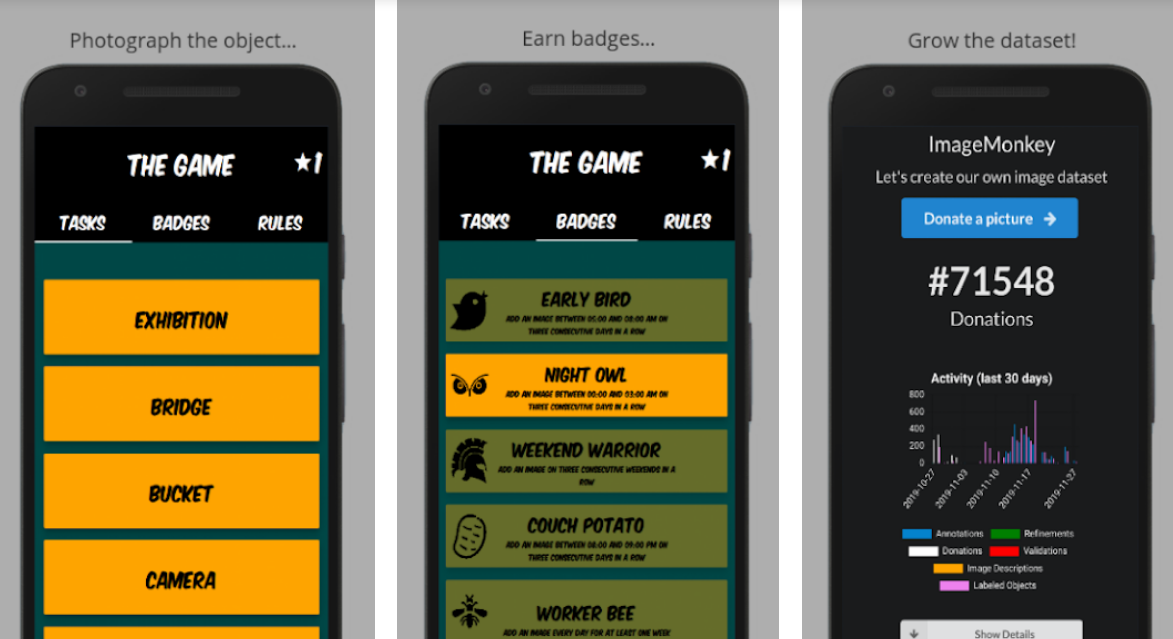 Photograph the object...
THE GAME
★1
TASKS BADGES RULES
EXHIBITION
BRIDGE
BUCKET
CAMERA
Earn badges...
THE GAME
★1
TASKS BADGES RULES
EARLY BIRD
ADD AN IMAGE BETWEEN 05:00 AND 08:00 AM ON
THREE CONSECUTIVE DAYS IN A ROW
NIGHT OWL
ADD AN IMAGE BETWEEN 00:00 AND 03:00 AM ON
THREE CONSECUTIVE DAYS IN A ROW
WEEKEND WARRIOR
ADD AN IMAGE ON THREE CONSECUTIVE WEEKENDS IN A
ROW
COUCH POTATO
ADD AN IMAGE BETWEEN 08:00 AND 09:00 PM ON
THREE CONSECUTIVE DAYS IN A ROW
WORKER BEE
ADD AN IMAGE EVERY DAY FOR AT LEAST ONE WEEK
Grow the dataset!
ImageMonkey
Let's create our own image dataset
Donate a picture →
#71548
Donations
Activity (last 30 days)
800
600
400
200
0
2019-10-27
2019-11-03
2019-11-10
2019-11-17
2019-11-27
Annotations Refinements
Donations Validations
Image Descriptions
Labeled Objects
Show Details